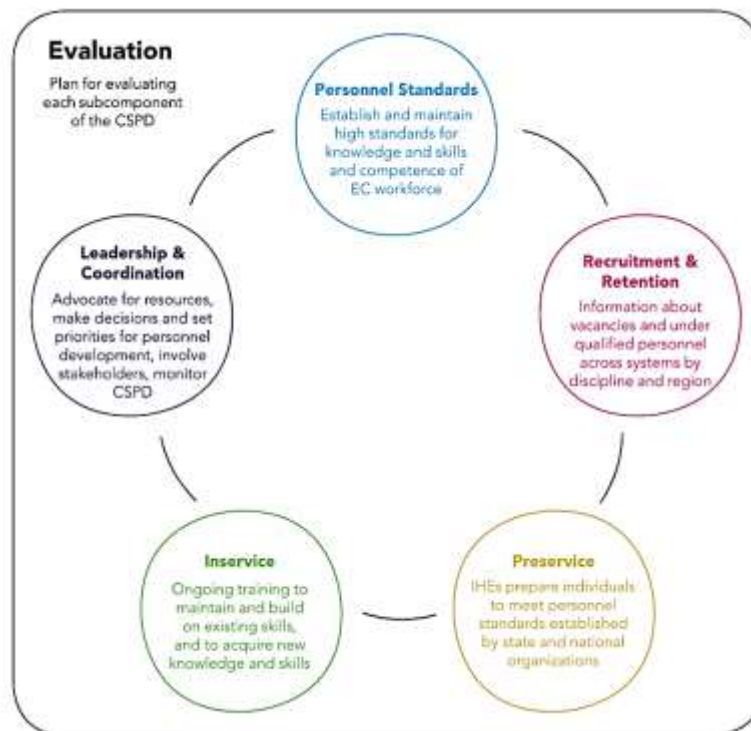 Evaluation
Plan for evaluating
each subcomponent
of the CSPD
Personnel Standards
Establish and maintain
high standards for
knowledge and skills
and competence of
EC workforce
Leadership &
Coordination
Advocate for resources,
make decisions and set
priorities for personnel
development, involve
stakeholders, monitor
CSPD
Recruitment &
Retention
Information about
vacancies and under
qualified personnel
across systems by
discipline and region
Inservice
Ongoing training to
maintain and build
on existing skills,
and to acquire new
knowledge and skills
Preservice
IHEs prepare individuals
to meet personnel
standards established
by state and national
organizations